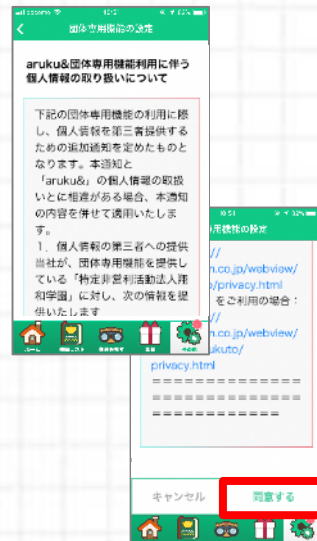 docomo
10:51
団体専用機能の設定
aruku&団体専用機能利用に伴う
個人情報の取り扱いについて
下記の団体専用機能の利用に際
し、個人情報を第三者提供する
ための追加通知を定めたものと
なります。本通知と
「aruku&」の個人情報の取扱
いとに相違がある場合、本通知
の内容を併せて適用いたしま
す。
1．個人情報の第三者への提供
当社が、団体専用機能を提供し
ている「特定非営利活動法人翔
和学園」に対し、次の情報を提
供いたします
ホーム
その他
10:51
専用機能の設定
//
n.co.jp/webview/
o/privacy.html
をご利用の場合：
//
n.co.jp/webview/
ukuto/
privacy.html
==============
==============
============
キャンセル
同意する